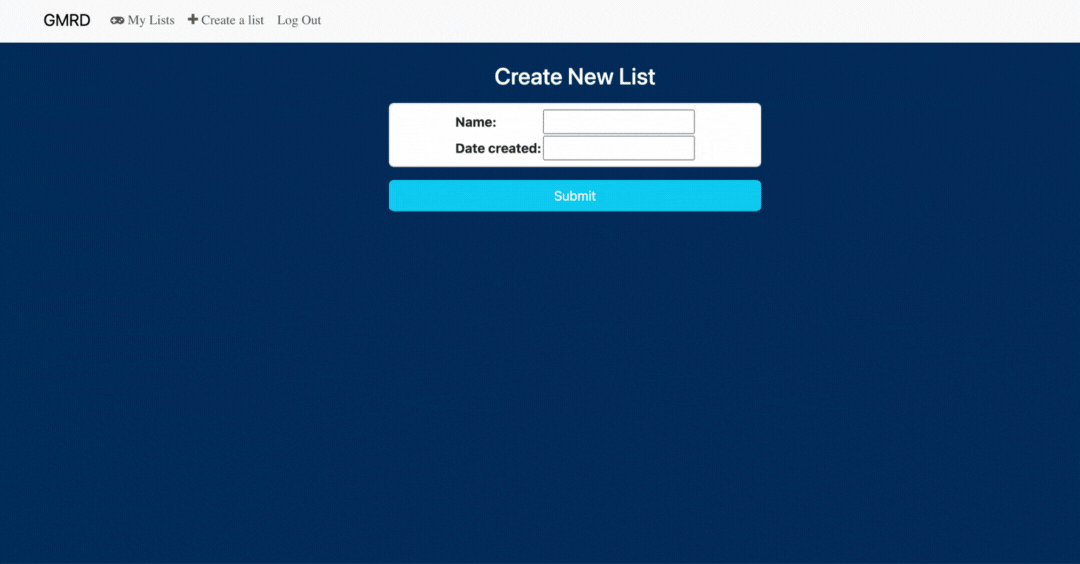 GMRD My Lists Create a list Log Out
Create New List
Name:
Date created:
Submit